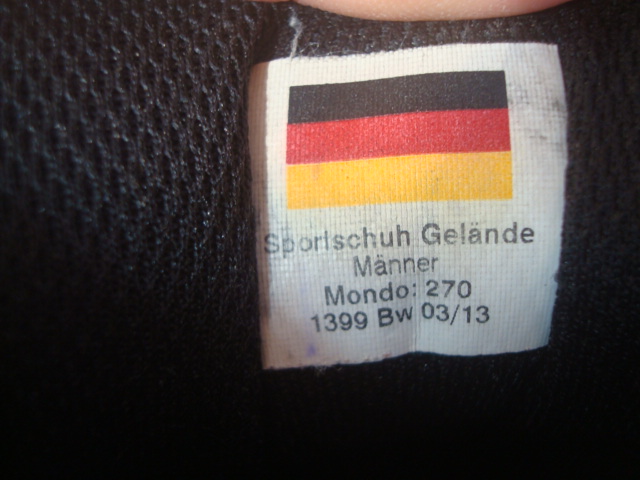 Sportschuh Gelände
Männer
Mondo: 270
1399 Bw 03/13